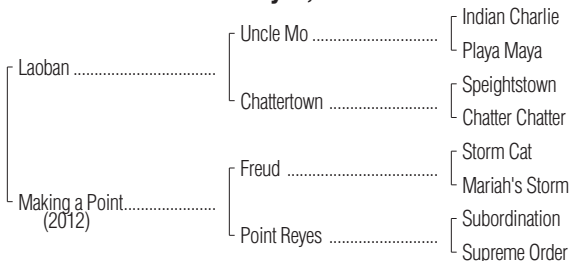 Indian Charlie
Uncle Mo ................................
Playa Maya
Laoban ....................................
Speightstown
Chattertown ............................
Chatter Chatter
Storm Cat
Freud .......................................
Mariah's Storm
Making a Point.......................
(2012)
Subordination
Point Reyes ............................
Supreme Order